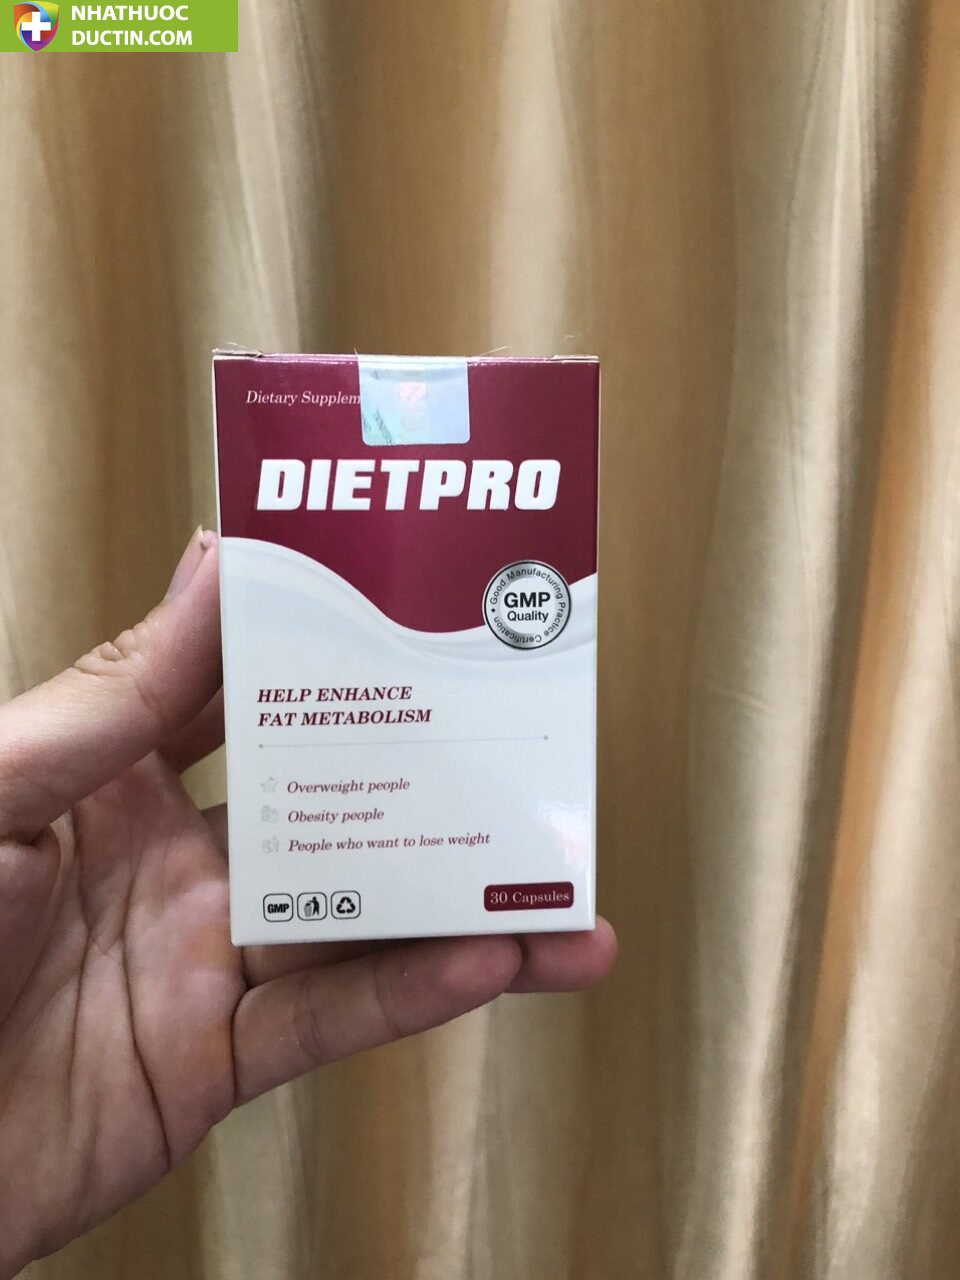 NHATHUOC
DUCTIN.COM
Dietary Supplem
DIETPRO
Good Manufacturing Practice Certification
GMP
Quality
HELP ENHANCE
FAT METABOLISM
Overweight people
Obesity people
People who want to lose weight
GMP
30 Capsules